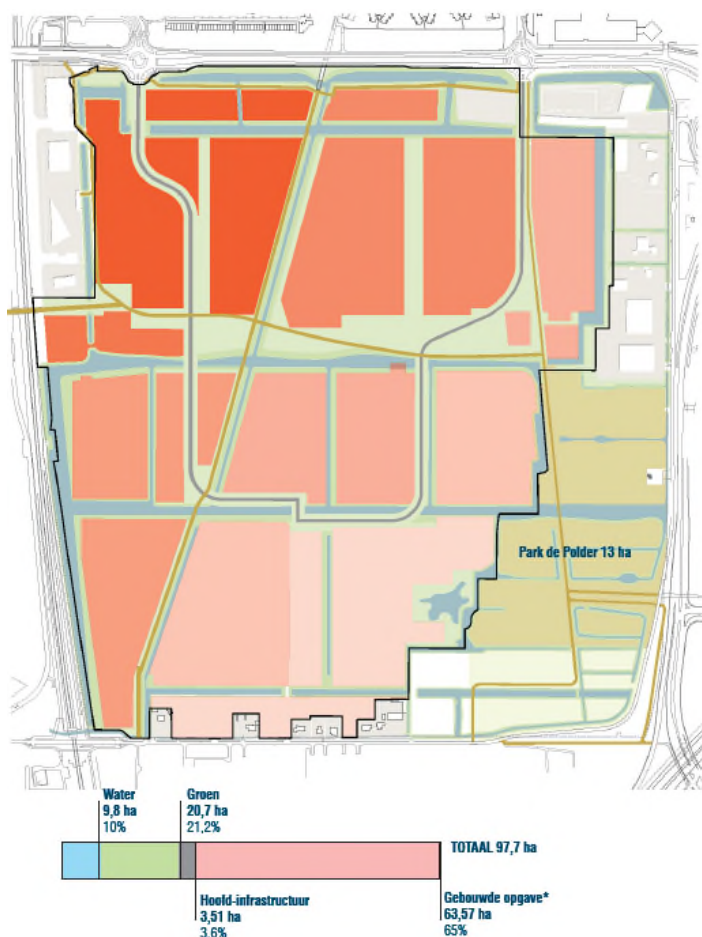 Park de Polder 13 ha
Water
9,8 ha
10%
Groen
20,7 ha
21,2%
TOTAAL 97,7 ha
Hoofd-infrastructuur
3,51 ha
3,6%
Gebouwde opgave*
63,57 ha
65%